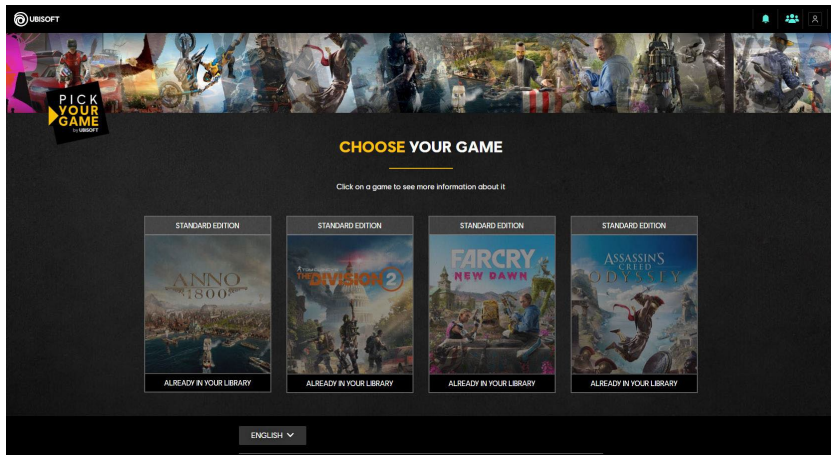 UBISOFT
PICK
YOUR
GAME
by UBISOFT
CHOOSE YOUR GAME
Click on a game to see more information about it
STANDARD EDITION
ANNO
1800
ALREADY IN YOUR LIBRARY
STANDARD EDITION
THE DIVISION 2
ALREADY IN YOUR LIBRARY
STANDARD EDITION
FARCRY
NEW DAWN
ALREADY IN YOUR LIBRARY
STANDARD EDITION
ASSASSIN'S
CREED
ODYSSEY
ALREADY IN YOUR LIBRARY
ENGLISH